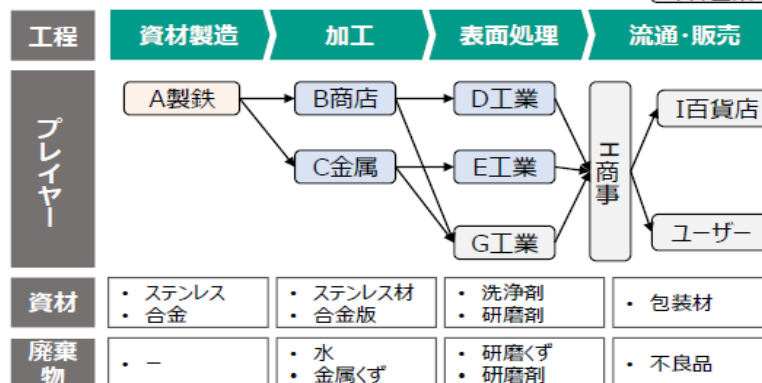 工程
資材製造
加工
表面処理
流通・販売
プレイヤー
A製鉄
B商店
D工業
I百貨店
C金属
E工業
エ商事
G工業
ユーザー
資材
・ ステンレス
・ 合金
・ ステンレス材
・ 合金版
・ 洗浄剤
・ 研磨剤
・ 包装材
廃棄
物
・ －
・ 水
・ 金属くず
・ 研磨くず
・ 研磨剤
・ 不良品